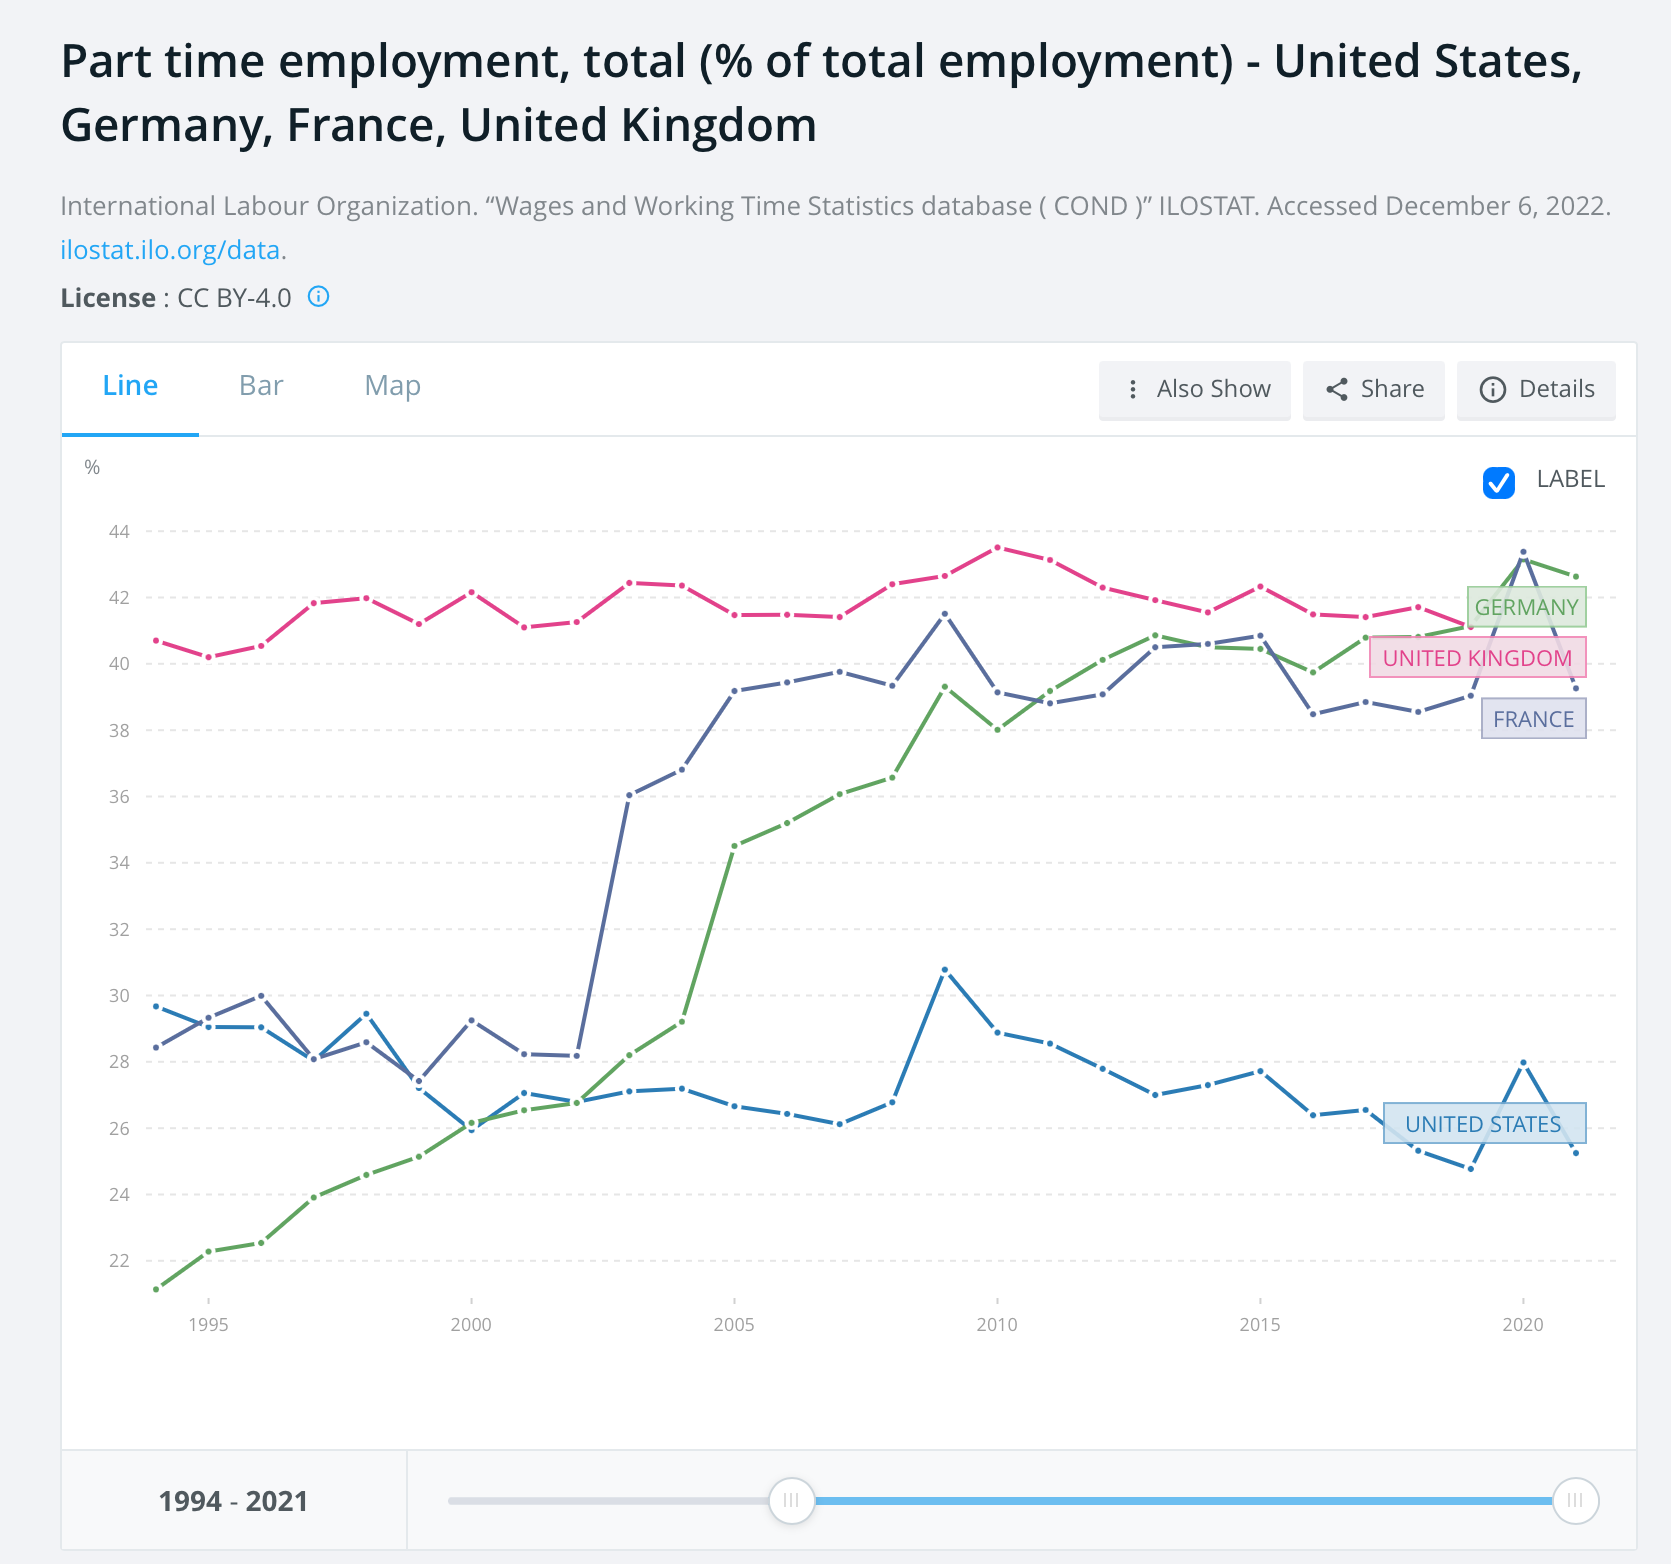 Part time employment, total (% of total employment) - United States,
Germany, France, United Kingdom
International Labour Organization. “Wages and Working Time Statistics database ( COND )” ILOSTAT. Accessed December 6, 2022.
ilostat.ilo.org/data.
License : CC BY-4.0
Line Bar Map Also Show Share Details
%
LABEL
44
42
GERMANY
40
UNITED KINGDOM
38
FRANCE
36
34
32
30
28
26
UNITED STATES
24
22
1995 2000 2005 2010 2015 2020
1994 - 2021